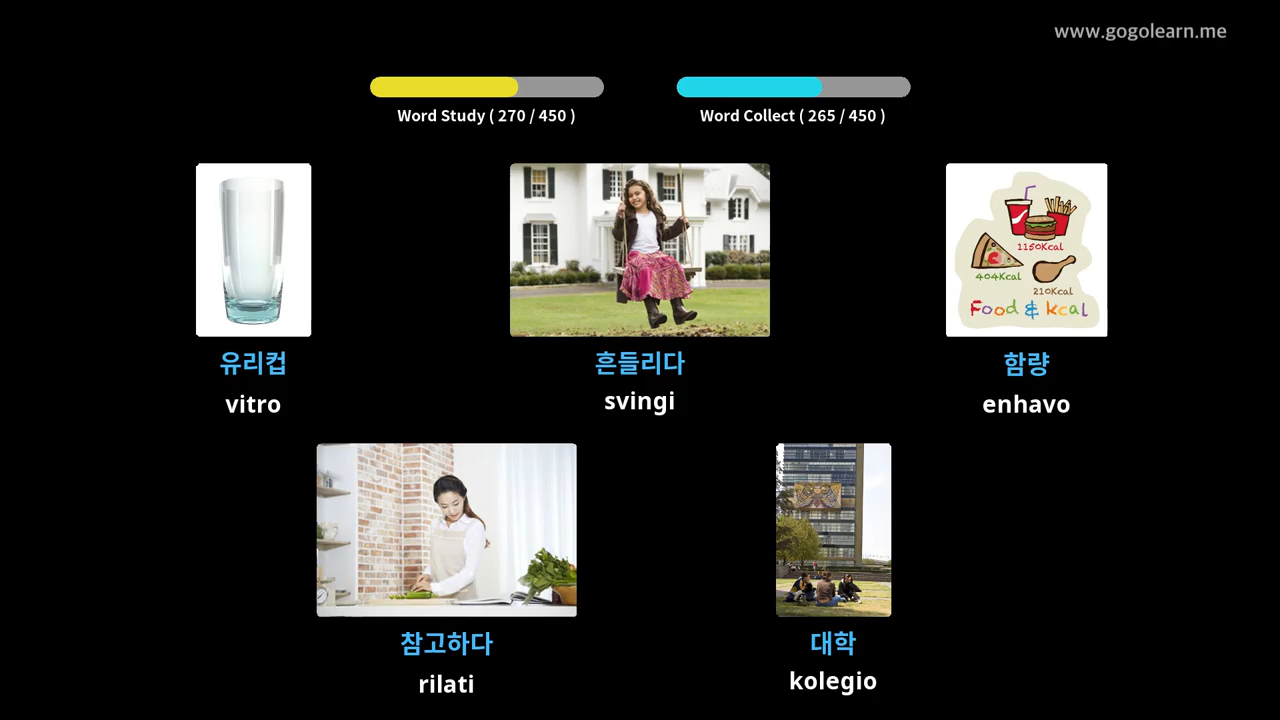 www.gogolearn.me
Word Study ( 270 / 450 )
Word Collect ( 265 / 450 )
1150Kcal
404Kcal
210Kcal
Food & kcal
유리컵
흔들리다
함량
vitro
svingi
enhavo
참고하다
대학
rilati
kolegio